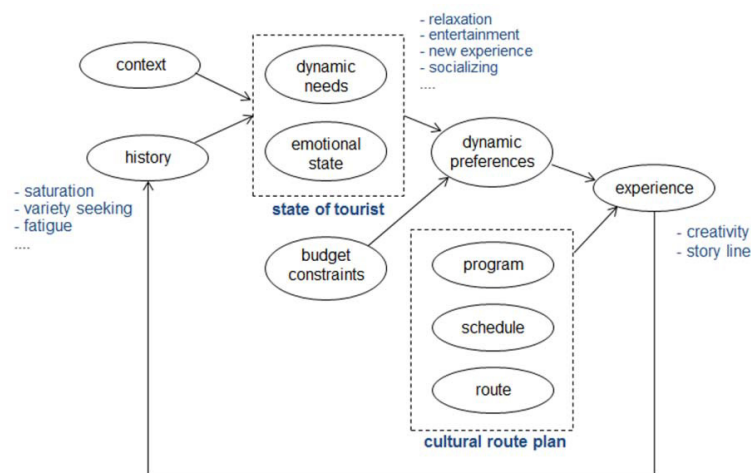 - relaxation
- entertainment
- new experience
- socializing
....
context
dynamic
needs
history
emotional
state
dynamic
preferences
experience
- saturation
- variety seeking
- fatigue
....
state of tourist
- creativity
- story line
budget
constraints
program
schedule
route
cultural route plan